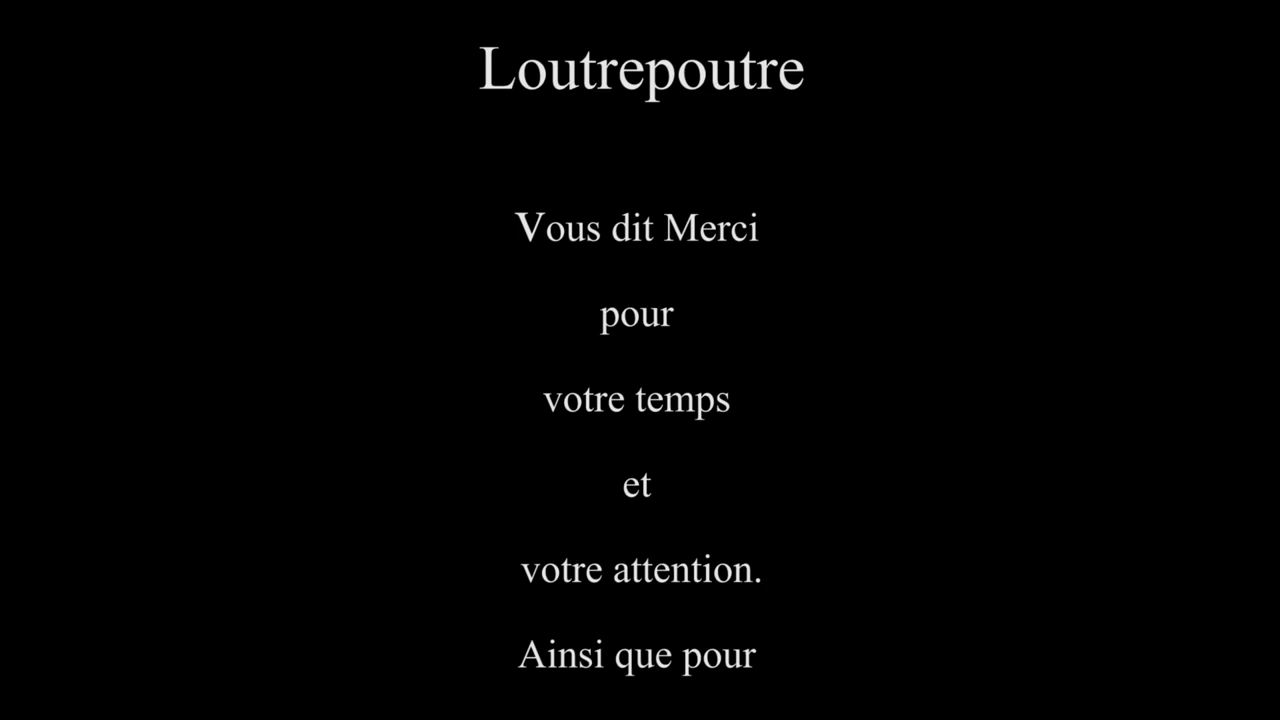 Loutrepoutre
Vous dit Merci
pour
votre temps
et
votre attention.
Ainsi que pour